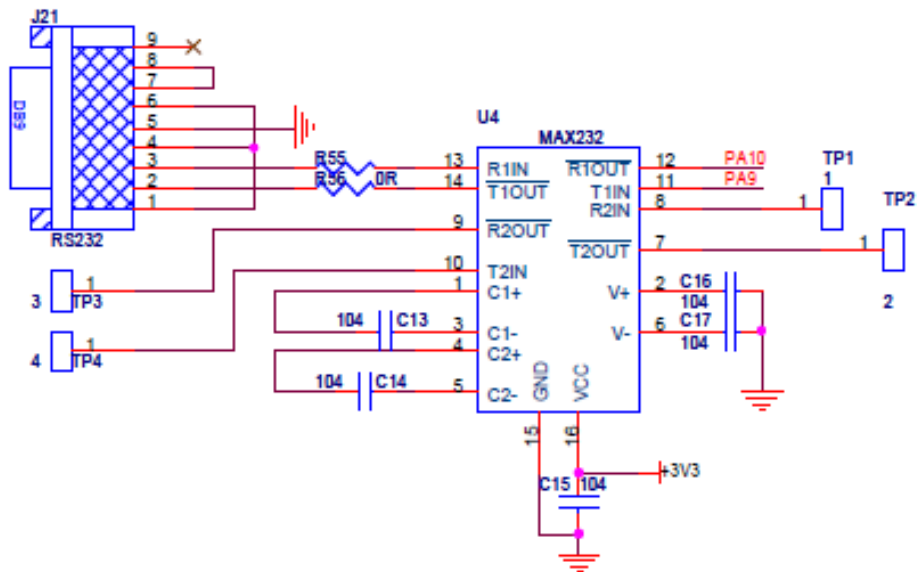 J21
9
8
7
6
5
4
3
2
1
DB9
RS232
R55
R56 0R
U4
MAX232
13 R1IN
14 T1OUT
9 R2OUT
10 T2IN
1 C1+
3 C1-
4 C2+
5 C2-
R1OUT 12 PA10
T1IN 11 PA9
R2IN 8
T2OUT 7
V+ 2
V- 6
GND 15
VCC 16
TP1
1
1
TP2
1
2
3 1 TP3
4 1 TP4
104 C13
104 C14
C16
104
C17
104
C15 104
+3V3